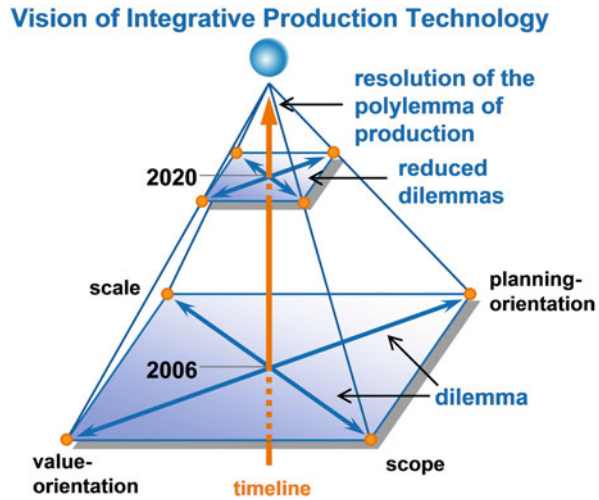 Vision of Integrative Production Technology
resolution of the
polylemma of
production
2020
reduced
dilemmas
scale
planning-
orientation
2006
dilemma
value-
orientation
timeline
scope